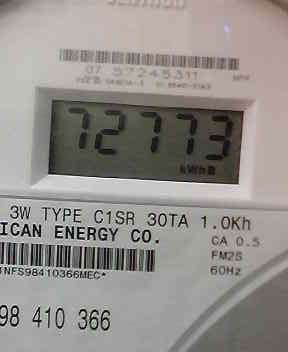 07 57245311
72773
kWh
3W TYPE C1SR 30TA 1.0Kh
ICAN ENERGY CO.
CA 0.5
FM2S
60Hz
NFS98410366MEC*
98 410 366